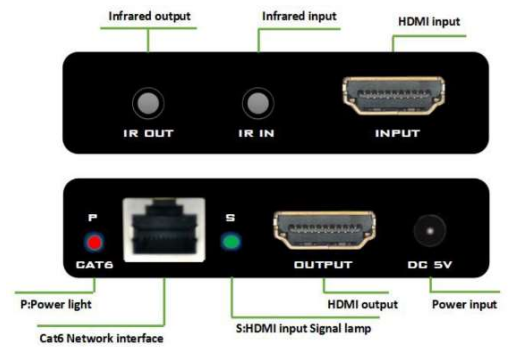 Infrared output
Infrared input
HDMI input
IR OUT
IR IN
INPUT
P
S
CAT6
OUTPUT
DC 5V
P:Power light
HDMI output
Power input
Cat6 Network interface
S:HDMI input Signal lamp